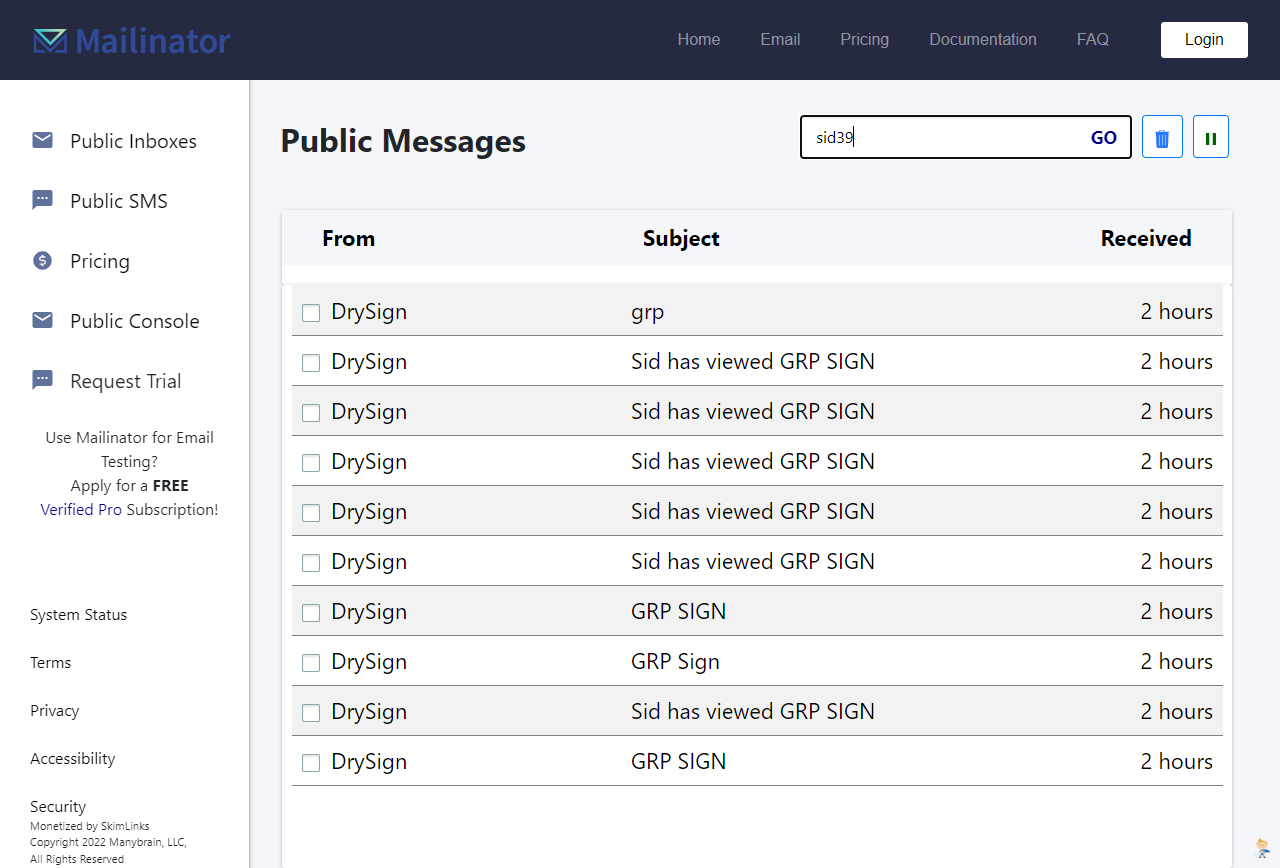 Mailinator
Home Email Pricing Documentation FAQ Login
Public Inboxes
Public SMS
Pricing
Public Console
Request Trial
Use Mailinator for Email
Testing?
Apply for a FREE
Verified Pro Subscription!
System Status
Terms
Privacy
Accessibility
Security
Monetized by SkimLinks
Copyright 2022 Manybrain, LLC,
All Rights Reserved
Public Messages
sid39 GO
From Subject Received
DrySign grp 2 hours
DrySign Sid has viewed GRP SIGN 2 hours
DrySign Sid has viewed GRP SIGN 2 hours
DrySign Sid has viewed GRP SIGN 2 hours
DrySign Sid has viewed GRP SIGN 2 hours
DrySign Sid has viewed GRP SIGN 2 hours
DrySign GRP SIGN 2 hours
DrySign GRP Sign 2 hours
DrySign Sid has viewed GRP SIGN 2 hours
DrySign GRP SIGN 2 hours